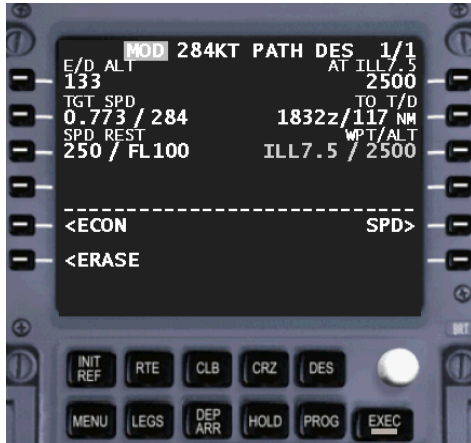 MOD 284KT PATH DES 1/1
E/D ALT AT ILL7.5
133 2500
TGT SPD TO T/D
0.773 / 284 1832z/117 NM
SPD REST WPT/ALT
250 / FL100 ILL7.5 / 2500
--------------------------------
<ECON SPD>
<ERASE
BRT
INIT REF RTE CLB CRZ DES
MENU LEGS DEP ARR HOLD PROG EXEC